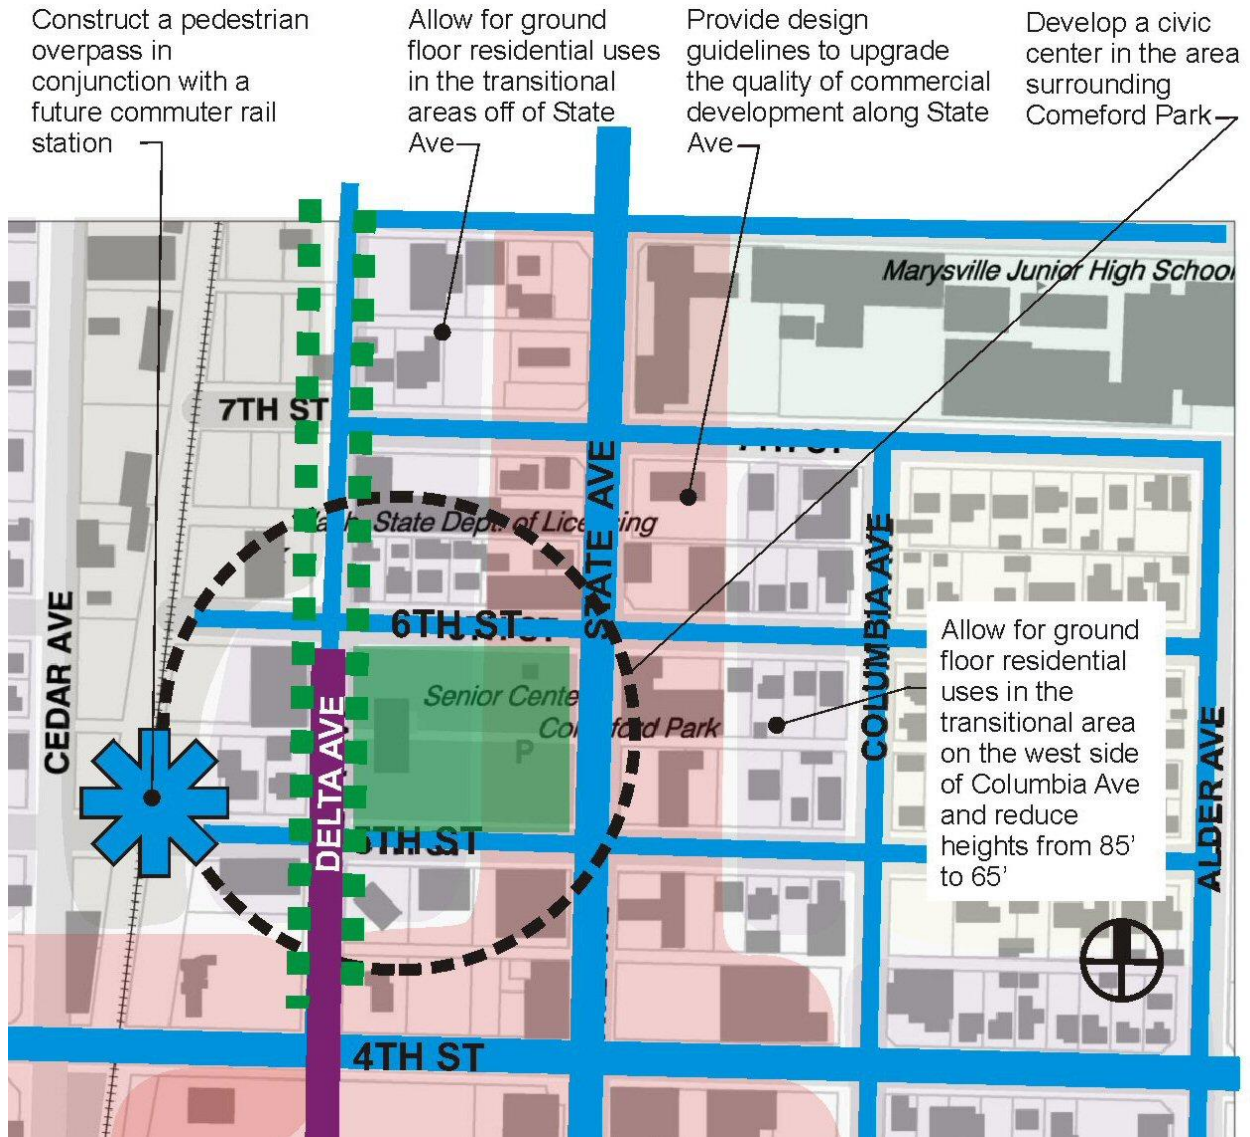 Construct a pedestrian
overpass in
conjunction with a
future commuter rail
station
Allow for ground
floor residential uses
in the transitional
areas off of State
Ave
Provide design
guidelines to upgrade
the quality of commercial
development along State
Ave
Develop a civic
center in the area
surrounding
Comeford Park
Marysville Junior High School
7TH ST
7TH ST
STATE AVE
State Dept. of Licensing
6TH ST
Senior Center
Comeford Park
P
CEDAR AVE
DELTA AVE
COLUMBIA AVE
ALDER AVE
Allow for ground
floor residential
uses in the
transitional area
on the west side
of Columbia Ave
and reduce
heights from 85’
to 65’
5TH ST
4TH ST